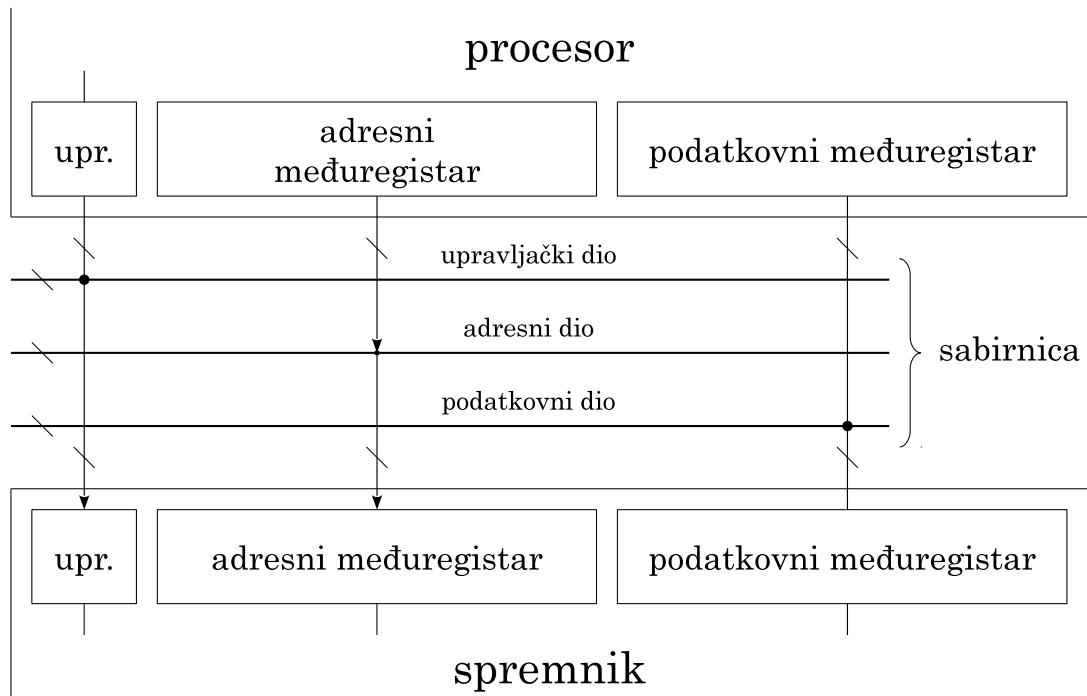 procesor
upr.
adresni
međuregistar
podatkovni međuregistar
upravljački dio
adresni dio
podatkovni dio
sabirnica
upr.
adresni međuregistar
podatkovni međuregistar
spremnik